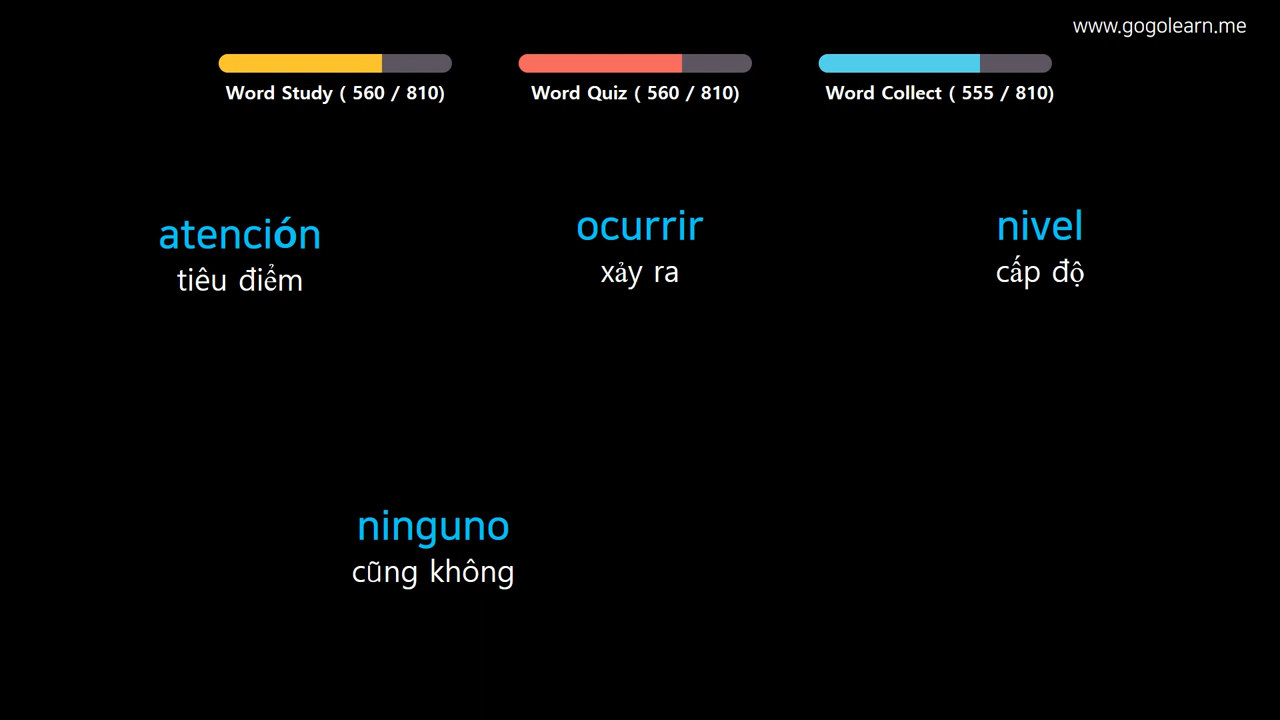 www.gogolearn.me
Word Study ( 560 / 810)
Word Quiz ( 560 / 810)
Word Collect ( 555 / 810)
atención
tiêu điểm
ocurrir
xảy ra
nivel
cấp độ
ninguno
cũng không